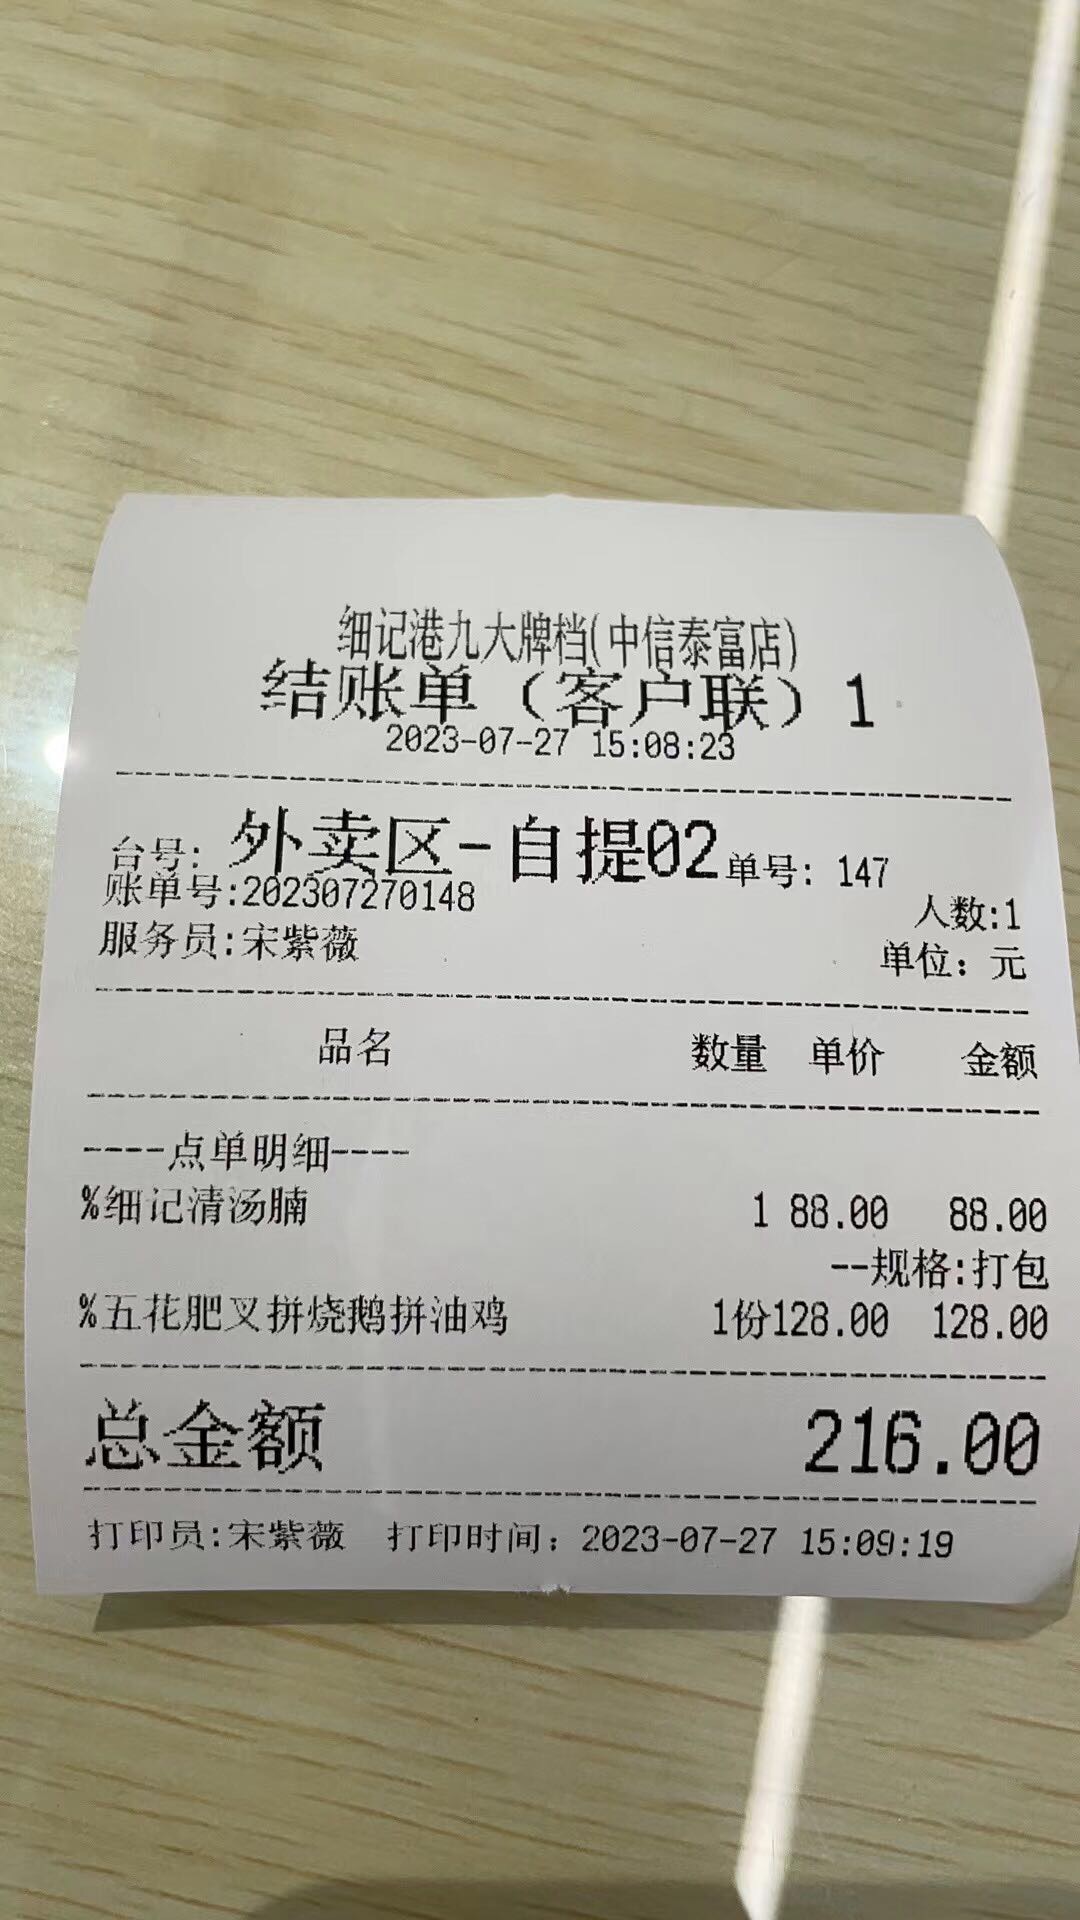 细记港九大牌档(中信泰富店)
结账单（客户联）1
2023-07-27 15:08:23
台号: 外卖区-自提02 单号: 147
账单号:202307270148
人数:1
服务员:宋紫薇
单位: 元
品名 数量 单价 金额
----点单明细----
%细记清汤腩 1 88.00 88.00
--规格:打包
%五花肥叉拼烧鹅拼油鸡 1份128.00 128.00
总金额 216.00
打印员:宋紫薇 打印时间: 2023-07-27 15:09:19